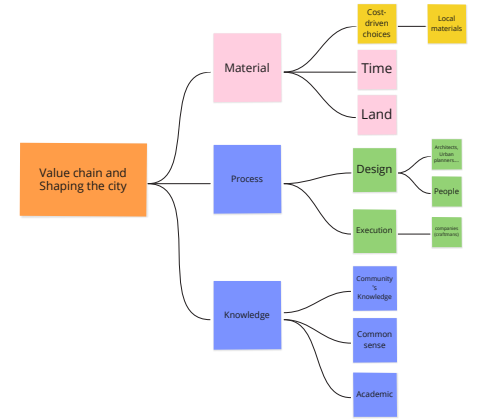 Value chain and
Shaping the city
Material
Cost-
driven
choices
Local
materials
Time
Land
Process
Design
Architects,
Urban
planners....
People
Execution
companies
(craftmans)
Knowledge
Community
's
Knowledge
Common
sense
Academic